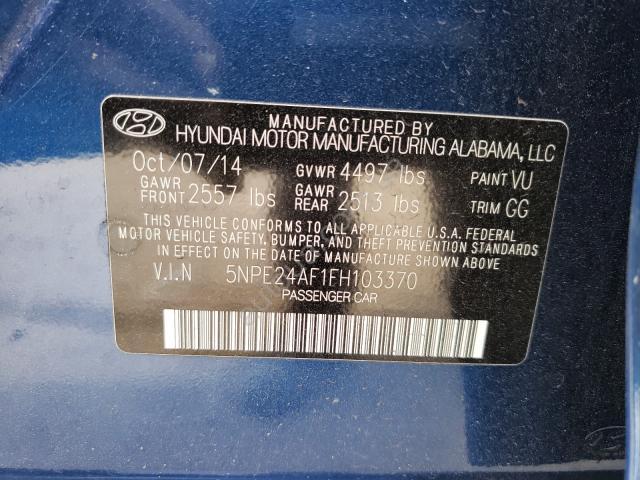 MANUFACTURED BY
HYUNDAI MOTOR MANUFACTURING ALABAMA, LLC
Oct/07/14 GVWR 4497 lbs PAINT VU
GAWR FRONT 2557 lbs GAWR REAR 2513 lbs TRIM GG
THIS VEHICLE CONFORMS TO ALL APPLICABLE U.S.A. FEDERAL
MOTOR VEHICLE SAFETY, BUMPER, AND THEFT PREVENTION
STANDARDS IN EFFECT ON THE DATE OF MANUFACTURE SHOWN ABOVE.
V.I.N 5NPE24AF1FH103370
PASSENGER CAR